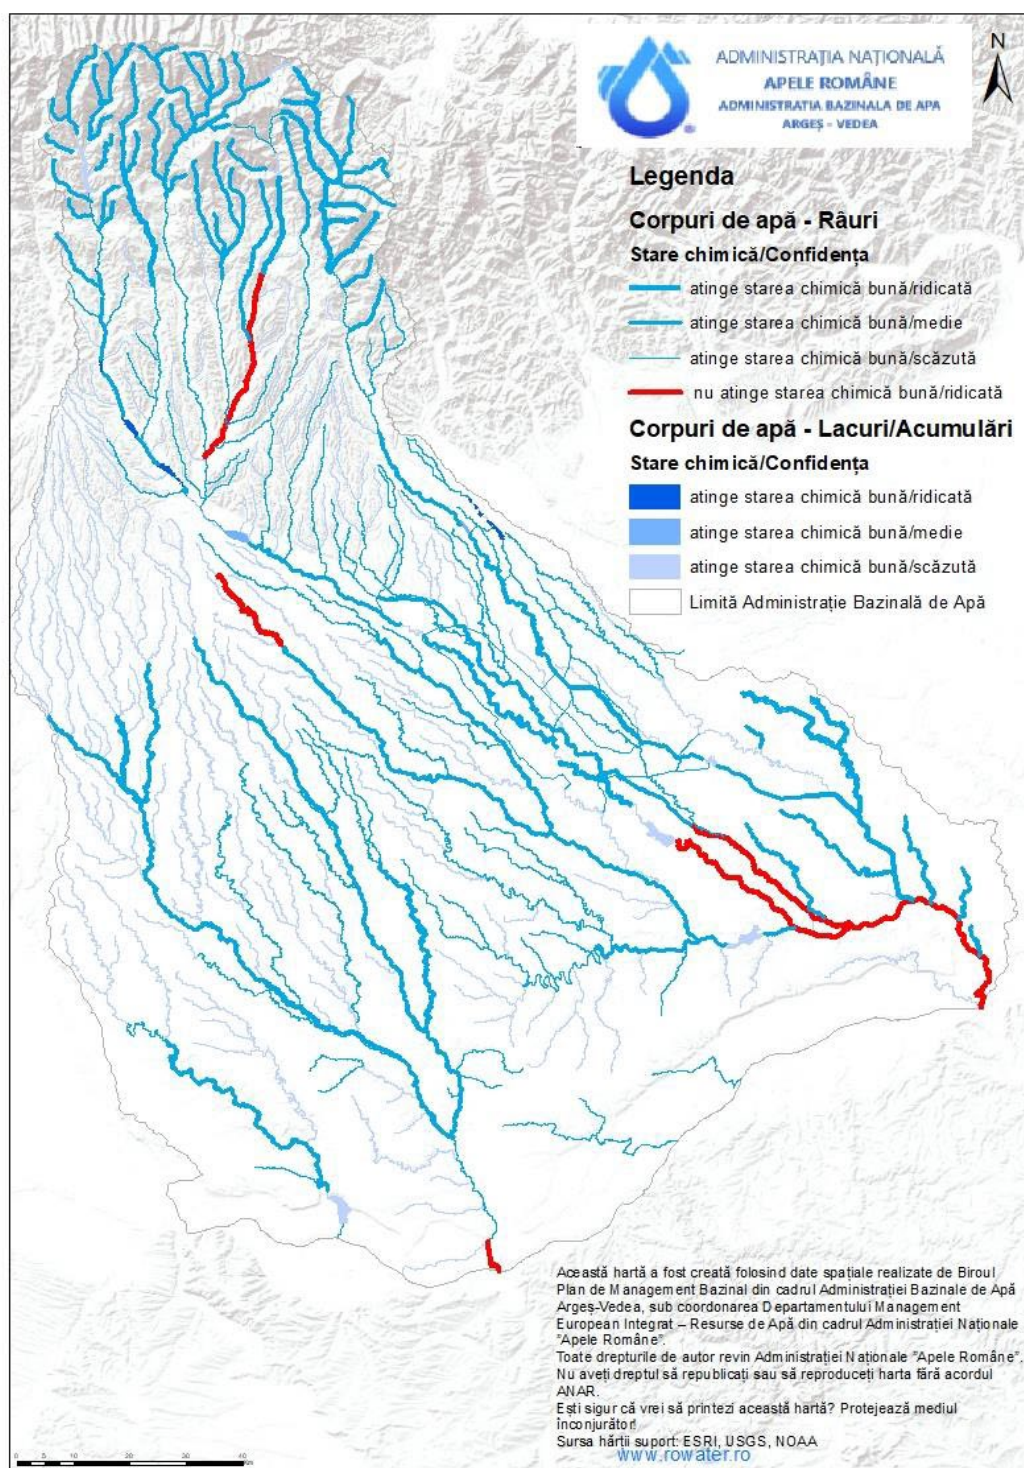 ADMINISTRAȚIA NAȚIONALĂ
APELE ROMÂNE
ADMINISTRATIA BAZINALA DE APA
ARGEȘ - VEDEA
N
Legenda
Corpuri de apă - Râuri
Stare chimică/Confidența
atinge starea chimică bună/ridicată
atinge starea chimică bună/medie
atinge starea chimică bună/scăzută
nu atinge starea chimică bună/ridicată
Corpuri de apă - Lacuri/Acumulări
Stare chimică/Confidența
atinge starea chimică bună/ridicată
atinge starea chimică bună/medie
atinge starea chimică bună/scăzută
Limită Administrație Bazinală de Apă
Această hartă a fost creată folosind date spațiale realizate de Biroul
Plan de Management Bazinal din cadrul Administrației Bazinale de Apă
Argeș-Vedea, sub coordonarea Departamentului Management
European Integrat – Resurse de Apă din cadrul Administrației Naționale
"Apele Române".
Toate drepturile de autor revin Administrației Naționale "Apele Române".
Nu aveți dreptul să republicați sau să reproduceți harta fără acordul
ANAR.
Ești sigur că vrei să printezi această hartă? Protejează mediul
înconjurător!
Sursa hărții suport: ESRI, USGS, NOAA
www.rowater.ro
0 5 10 20 30 40
Km